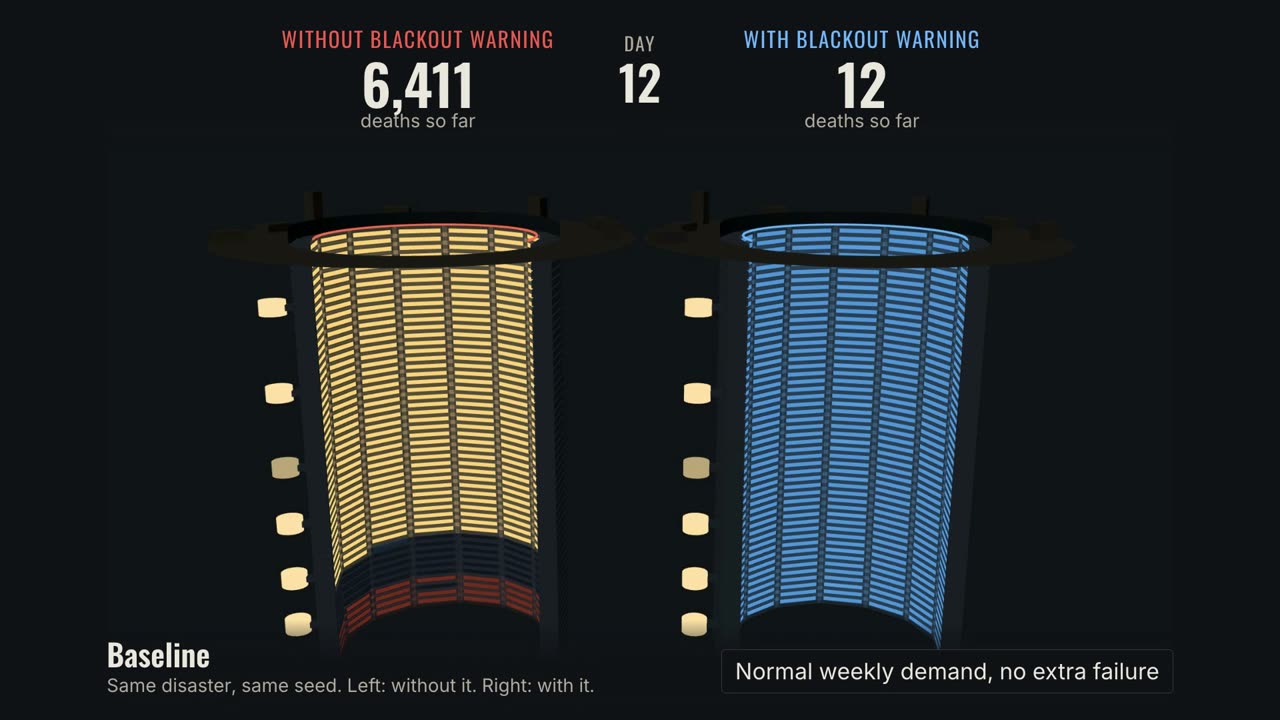 WITHOUT BLACKOUT WARNING
6,411
deaths so far
DAY
12
WITH BLACKOUT WARNING
12
deaths so far
Baseline
Same disaster, same seed. Left: without it. Right: with it.
Normal weekly demand, no extra failure